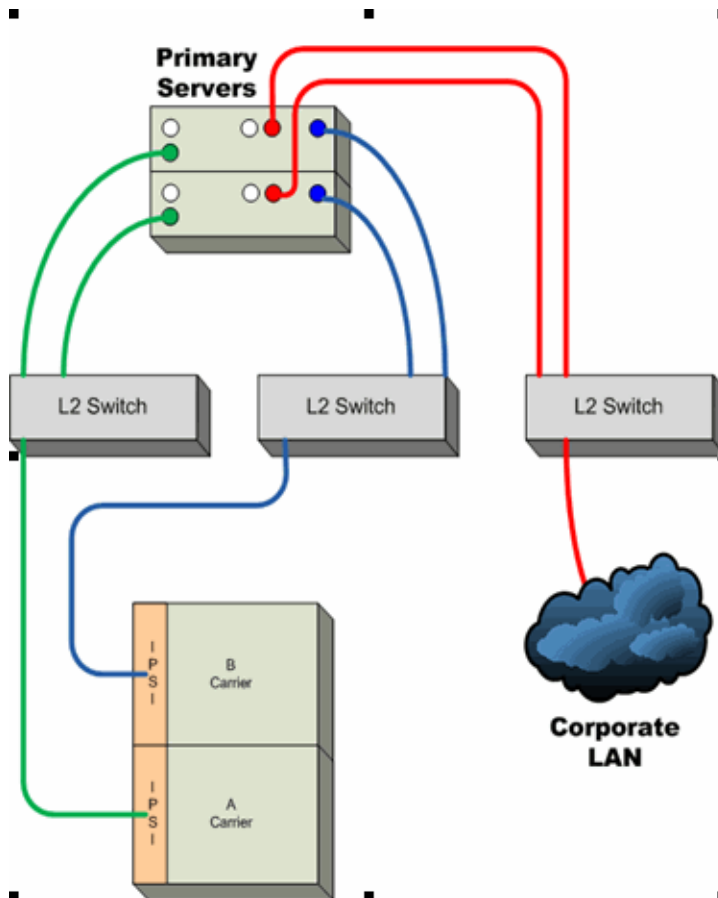 Primary
Servers
L2 Switch
L2 Switch
L2 Switch
I
P
S
I
B
Carrier
Corporate
LAN
I
P
S
I
A
Carrier